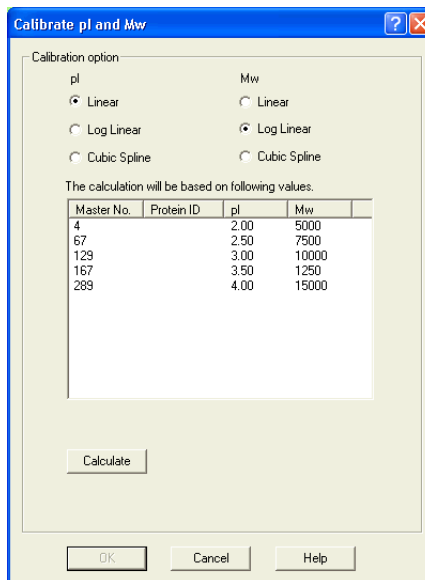 Calibrate pI and Mw
Calibration option
pI Mw
Linear Linear
Log Linear Log Linear
Cubic Spline Cubic Spline
The calculation will be based on following values.
Master No. Protein ID pI Mw
4 2.00 5000
67 2.50 7500
129 3.00 10000
167 3.50 1250
289 4.00 15000
Calculate
OK Cancel Help